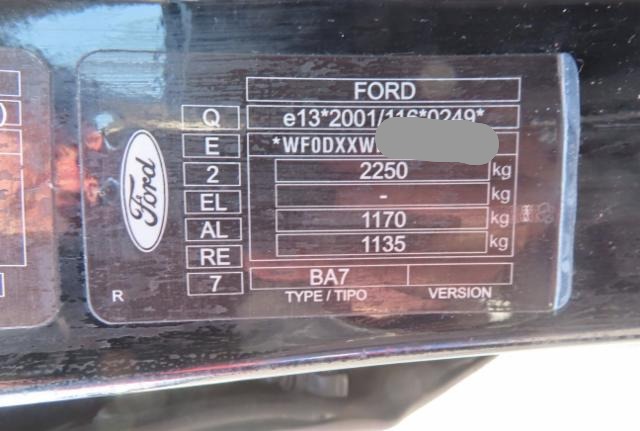 FORD
Q e13*2001/116*0249*
E *WF0DXXW
2 2250 kg
EL - kg
AL 1170 kg
RE 1135 kg
7 BA7
TYPE / TIPO VERSION
Ford
R